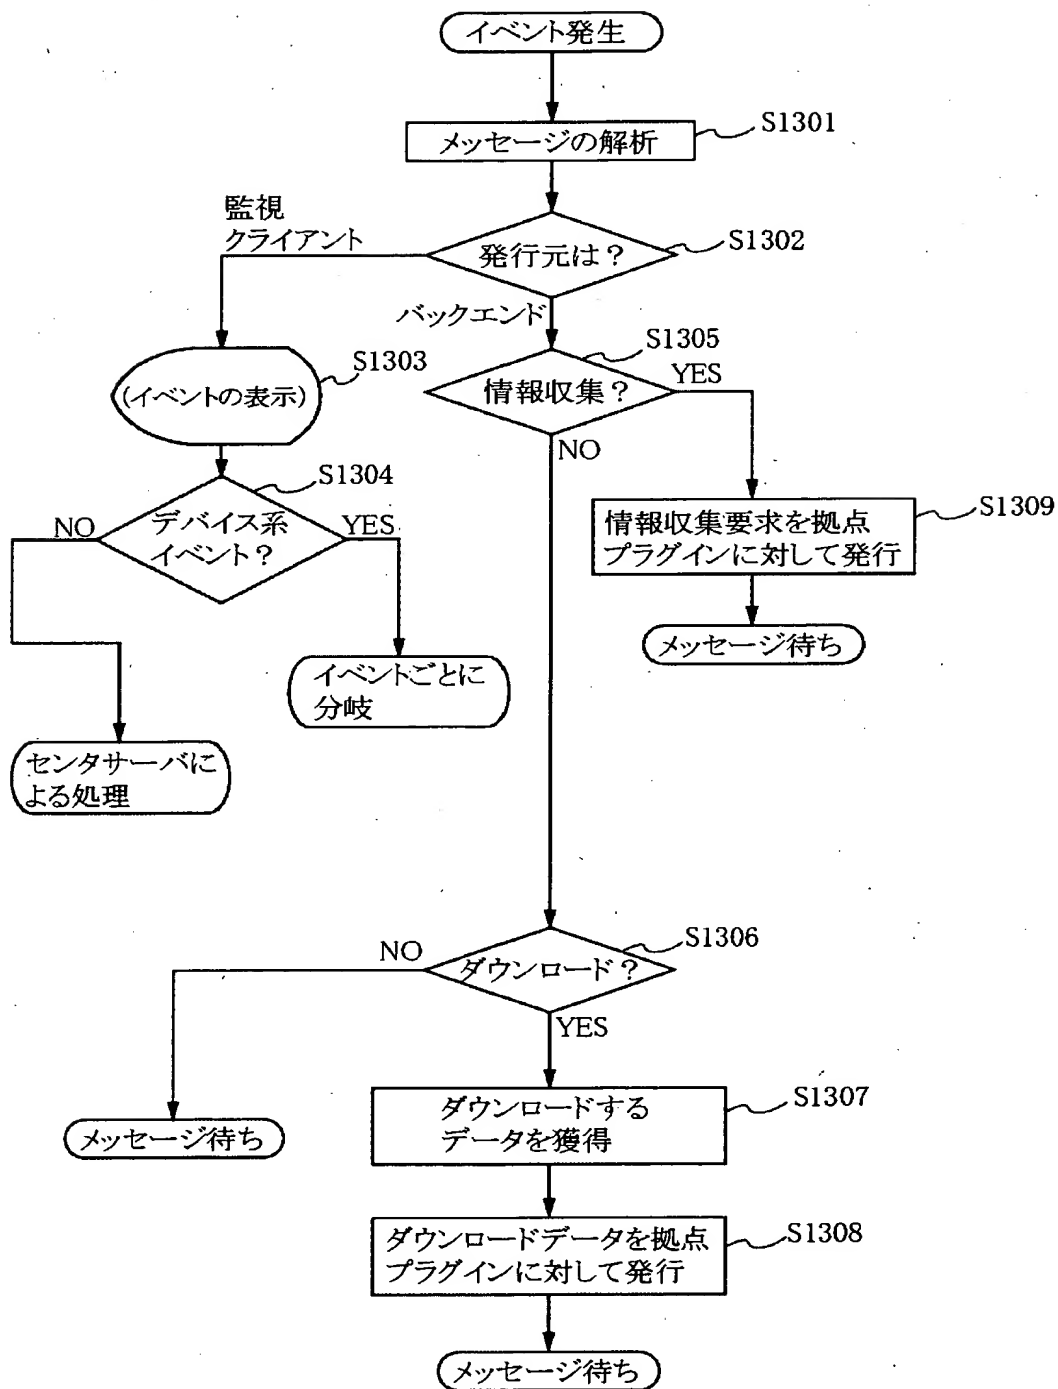 イベント発生
メッセージの解析
S1301
監視
クライアント
発行元は？
S1302
バックエンド
S1303
S1305
(イベントの表示)
情報収集？
YES
NO
S1304
NO
デバイス系
イベント？
YES
情報収集要求を拠点
プラグインに対して発行
S1309
メッセージ待ち
イベントごとに
分岐
センタサーバに
よる処理
S1306
NO
ダウンロード？
YES
ダウンロードする
データを獲得
S1307
メッセージ待ち
ダウンロードデータを拠点
プラグインに対して発行
S1308
メッセージ待ち